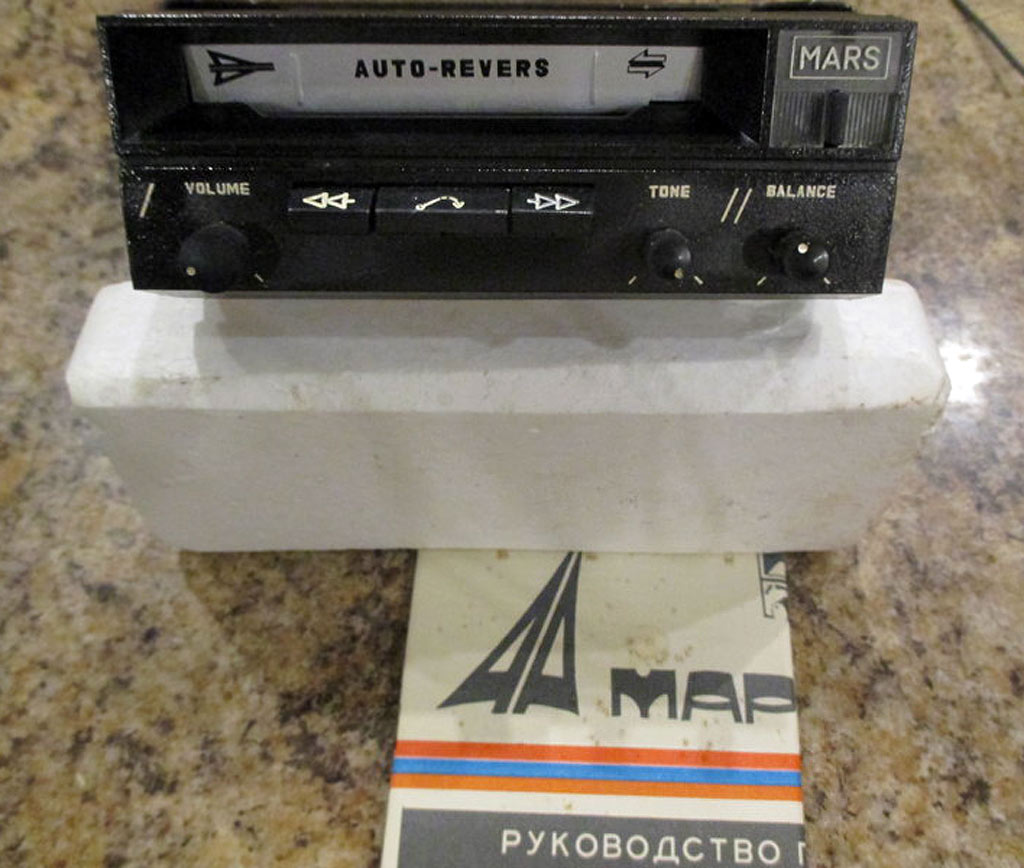 AUTO-REVERS
MARS
VOLUME
TONE
BALANCE
МАР
РУКОВОДСТВО